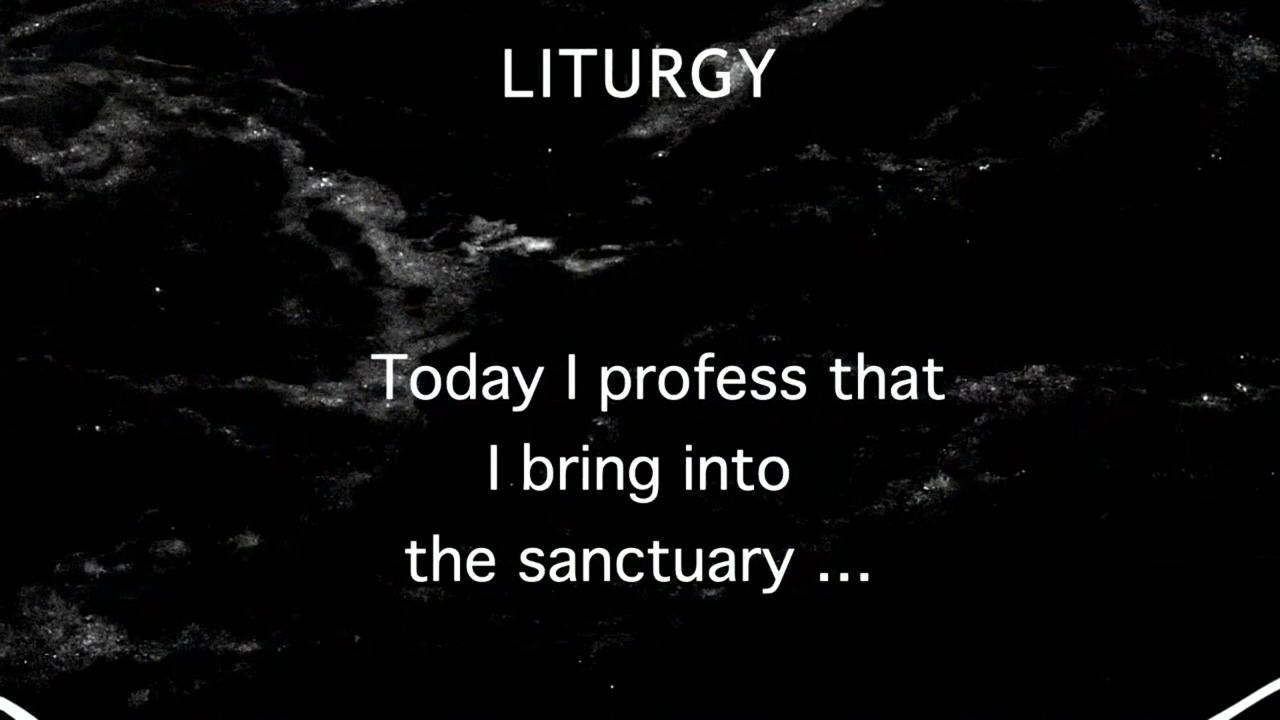 LITURGY
Today I profess that
I bring into
the sanctuary ...